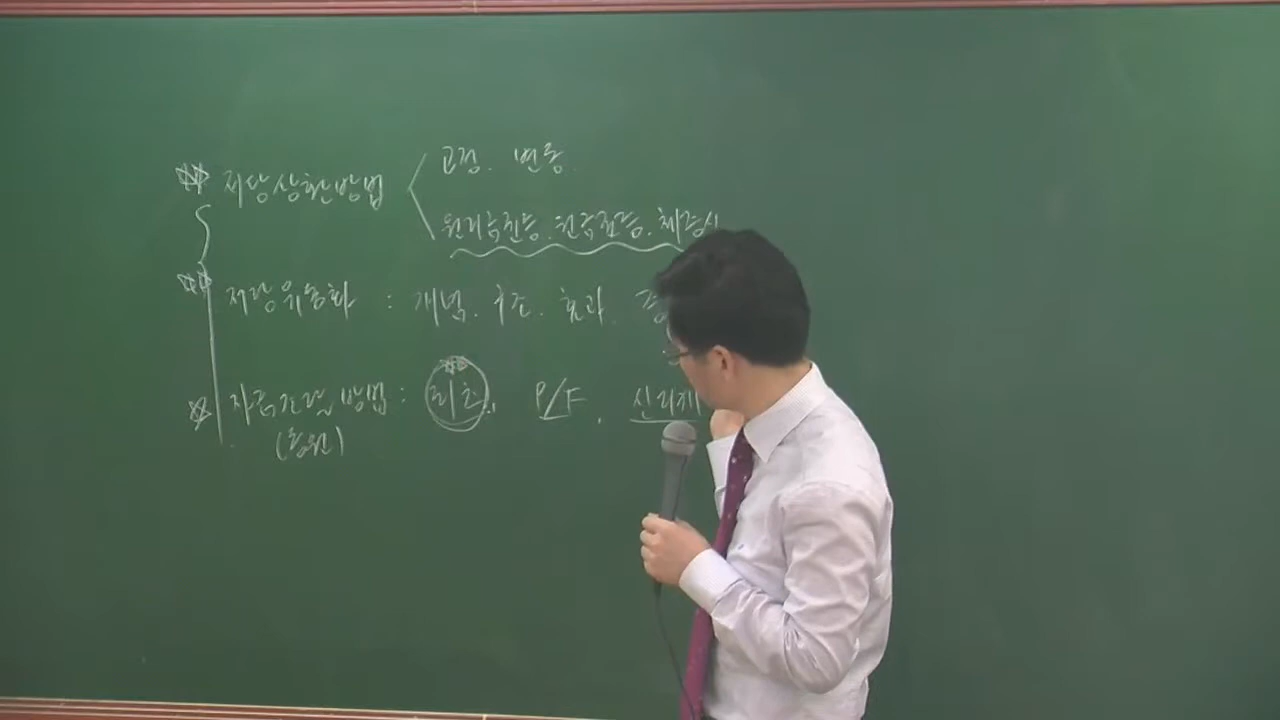 저당상환방법 < 고정. 변동.
원리금균등. 원금균등. 체증식
저당유동화 : 개념. 구조. 효과.
자금조달방법 : 리츠, P/F, 신디케
(동원)